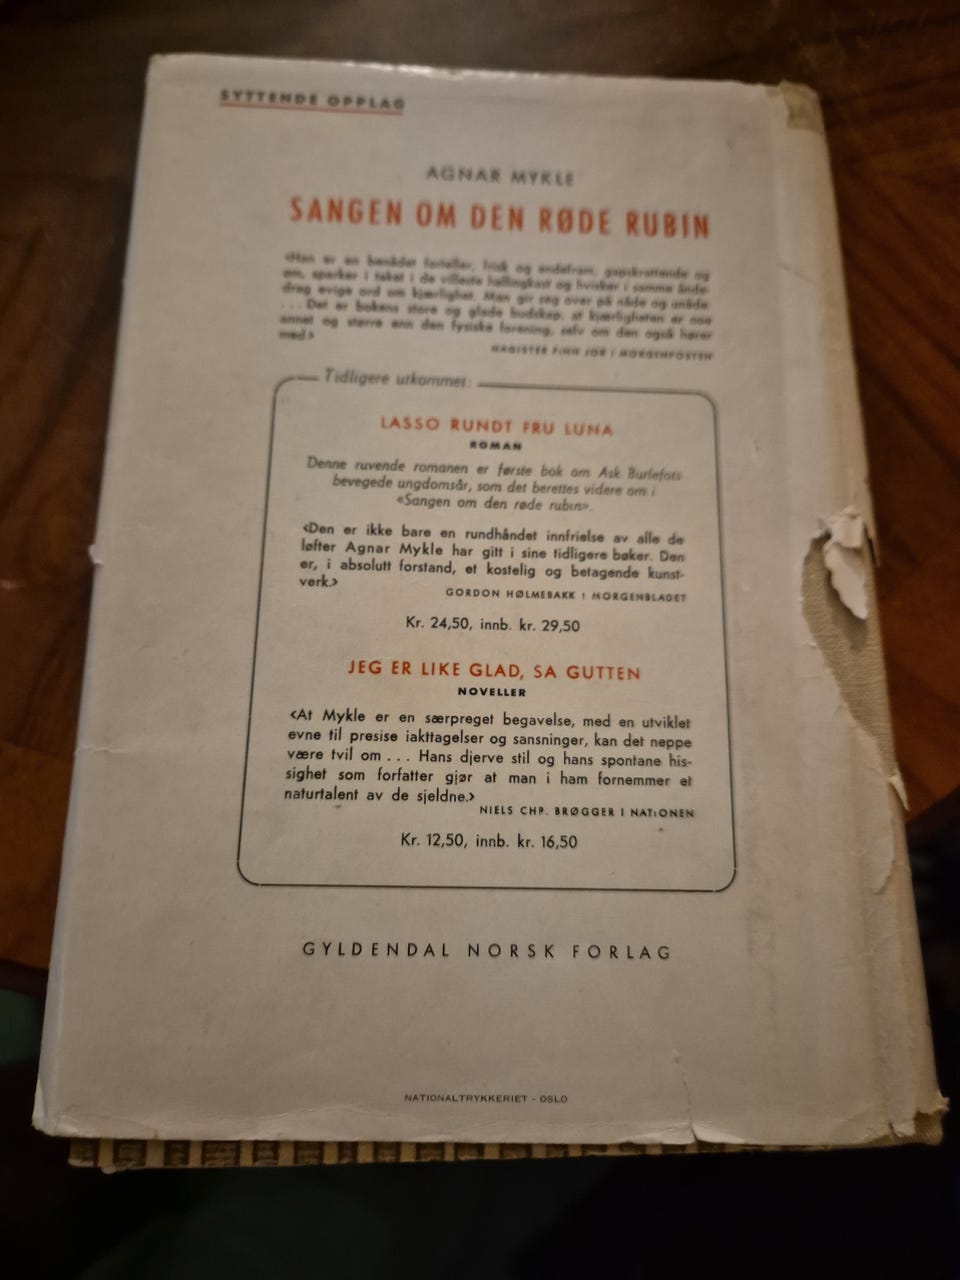 SYTTENDE OPPLAG
AGNAR MYKLE
SANGEN OM DEN RØDE RUBIN
«Han er en benådet forteller, frisk og endefram, gapskrattende og
øm, sparker i taket i de villeste hallingkast og hvisker i samme ånde-
drag evige ord om kjærlighet. Man gir seg over på nåde og unåde.
... Det er bokens store og glade budskap, at kjærligheten er noe
annet og større enn den fysiske forening, selv om den også hører
med.»
MAGISTER FINN JOR I MORGENPOSTEN
Tidligere utkommet:
LASSO RUNDT FRU LUNA
ROMAN
Denne ruvende romanen er første bok om Ask Burlefots
bevegede ungdomsår, som det berettes videre om i
«Sangen om den røde rubin».
«Den er ikke bare en rundhåndet innfrielse av alle de
løfter Agnar Mykle har gitt i sine tidligere bøker. Den
er, i absolutt forstand, et kostelig og betagende kunst-
verk.»
GORDON HØLMEBAKK I MORGENBLADET
Kr. 24,50, innb. kr. 29,50
JEG ER LIKE GLAD, SA GUTTEN
NOVELLER
«At Mykle er en særpreget begavelse, med en utviklet
evne til presise iakttagelser og sansninger, kan det neppe
være tvil om ... Hans djerve stil og hans spontane his-
sighet som forfatter gjør at man i ham fornemmer et
naturtalent av de sjeldne.»
NIELS CHR. BRØGGER I NATIONEN
Kr. 12,50, innb. kr. 16,50
GYLDENDAL NORSK FORLAG
NATIONALTRYKKERIET - OSLO